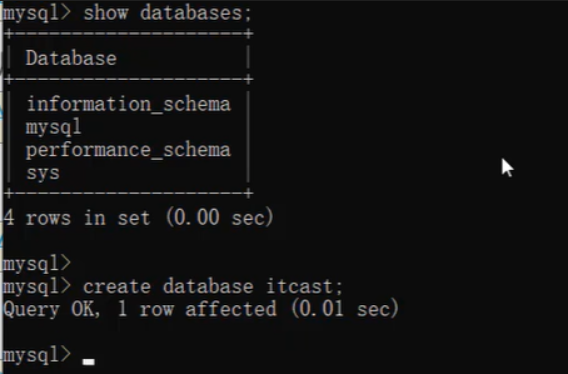 mysql> show databases;
+--------------------+
| Database           |
+--------------------+
| information_schema |
| mysql              |
| performance_schema |
| sys                |
+--------------------+
4 rows in set (0.00 sec)
mysql>
mysql> create database itcast;
Query OK, 1 row affected (0.01 sec)
mysql>